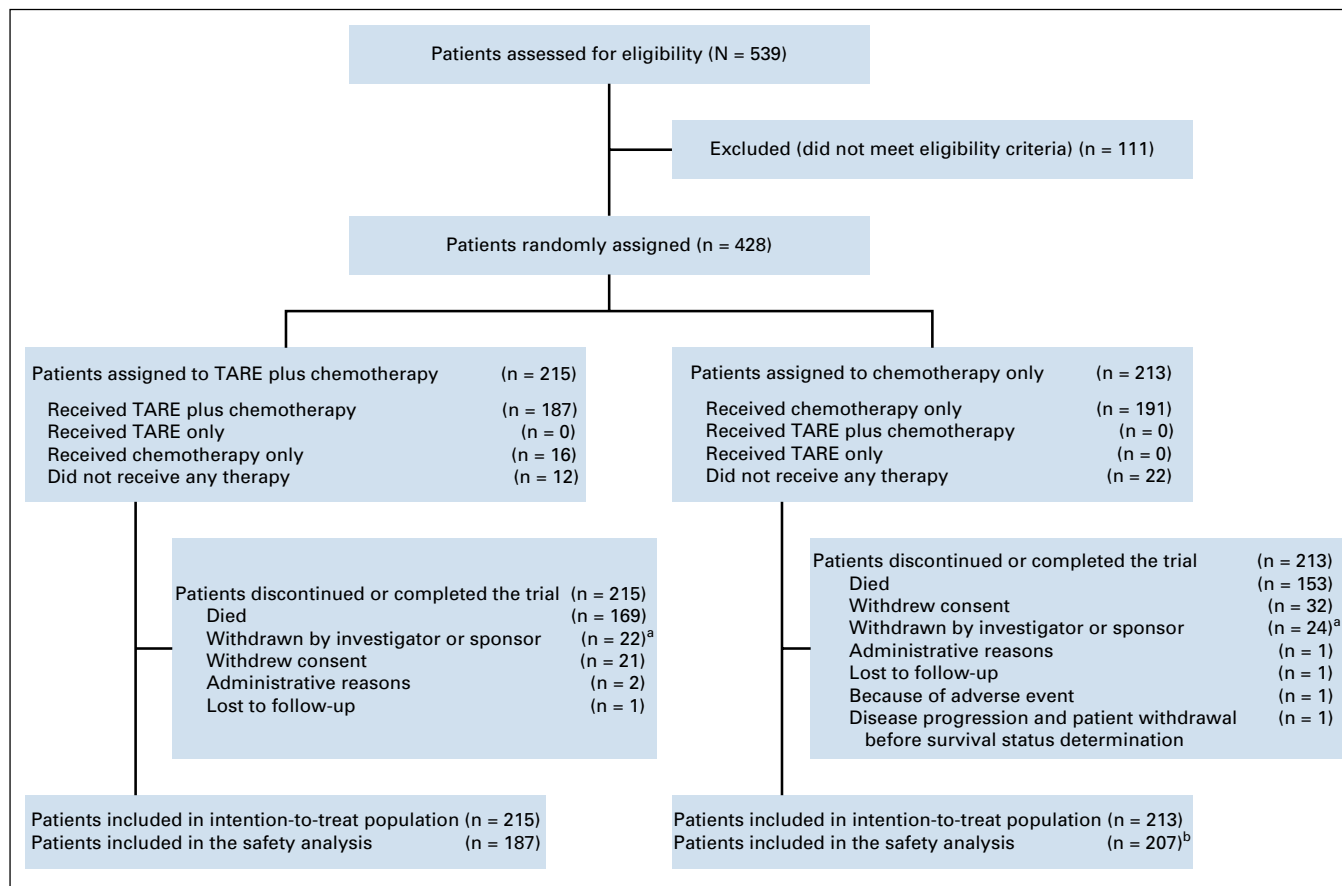 Patients assessed for eligibility (N = 539)
Excluded (did not meet eligibility criteria) (n = 111)
Patients randomly assigned (n = 428)
Patients assigned to TARE plus chemotherapy (n = 215)
Received TARE plus chemotherapy (n = 187)
Received TARE only (n = 0)
Received chemotherapy only (n = 16)
Did not receive any therapy (n = 12)
Patients assigned to chemotherapy only (n = 213)
Received chemotherapy only (n = 191)
Received TARE plus chemotherapy (n = 0)
Received TARE only (n = 0)
Did not receive any therapy (n = 22)
Patients discontinued or completed the trial (n = 215)
Died (n = 169)
Withdrawn by investigator or sponsor (n = 22)a
Withdrew consent (n = 21)
Administrative reasons (n = 2)
Lost to follow-up (n = 1)
Patients discontinued or completed the trial (n = 213)
Died (n = 153)
Withdrew consent (n = 32)
Withdrawn by investigator or sponsor (n = 24)a
Administrative reasons (n = 1)
Lost to follow-up (n = 1)
Because of adverse event (n = 1)
Disease progression and patient withdrawal (n = 1)
before survival status determination
Patients included in intention-to-treat population (n = 215)
Patients included in the safety analysis (n = 187)
Patients included in intention-to-treat population (n = 213)
Patients included in the safety analysis (n = 207)b